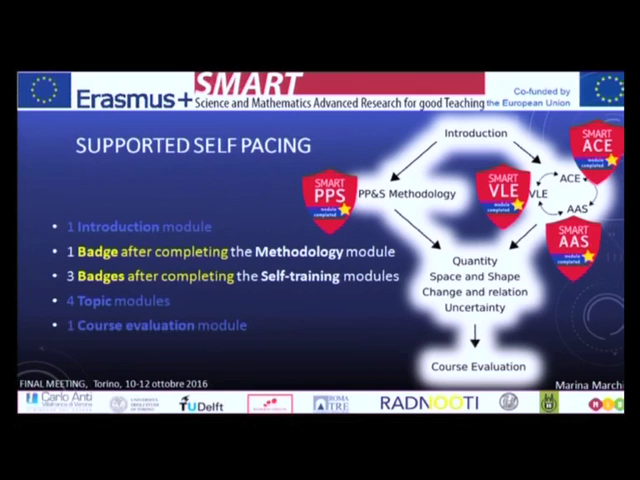 SMART
Erasmus+
Science and Mathematics Advanced Research for good Teaching
Co-funded by
the European Union
SUPPORTED SELF PACING
1 Introduction module
1 Badge after completing the Methodology module
3 Badges after completing the Self-training modules
4 Topic modules
1 Course evaluation module
Introduction
SMART
ACE
module
completed
SMART
PPS
module
completed
PP&S Methodology
SMART
VLE
module
completed
VLE
ACE
AAS
SMART
AAS
module
completed
Quantity
Space and Shape
Change and relation
Uncertainty
Course Evaluation
FINAL MEETING, Torino, 10-12 ottobre 2016
Marina Marchi
Carlo Anti
TUDelft
ROMA
TRE
RADNOOTI